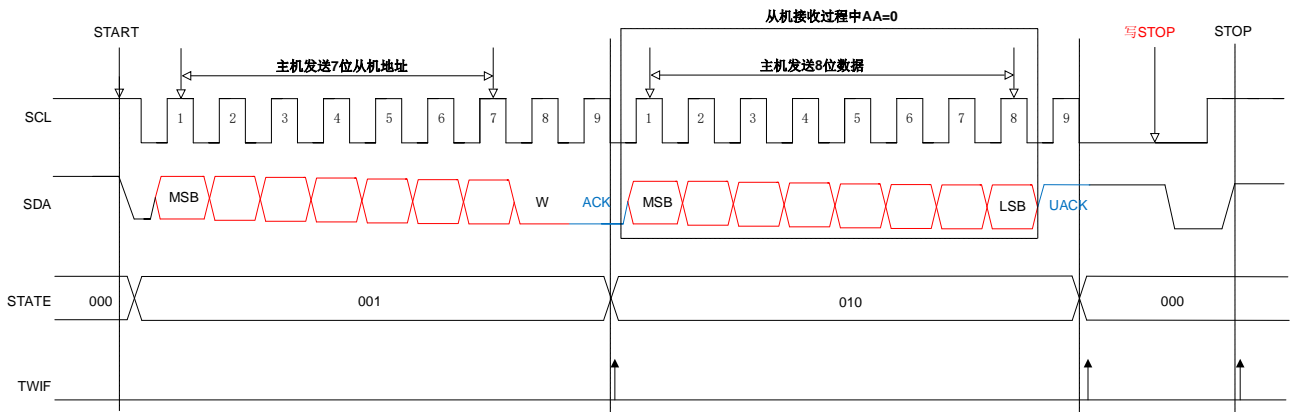 从机接收过程中AA=0
START
写STOP
STOP
主机发送7位从机地址
主机发送8位数据
SCL
1 2 3 4 5 6 7 8 9 1 2 3 4 5 6 7 8 9
SDA
MSB W ACK MSB LSB UACK
STATE 000 001 010 000
TWIF